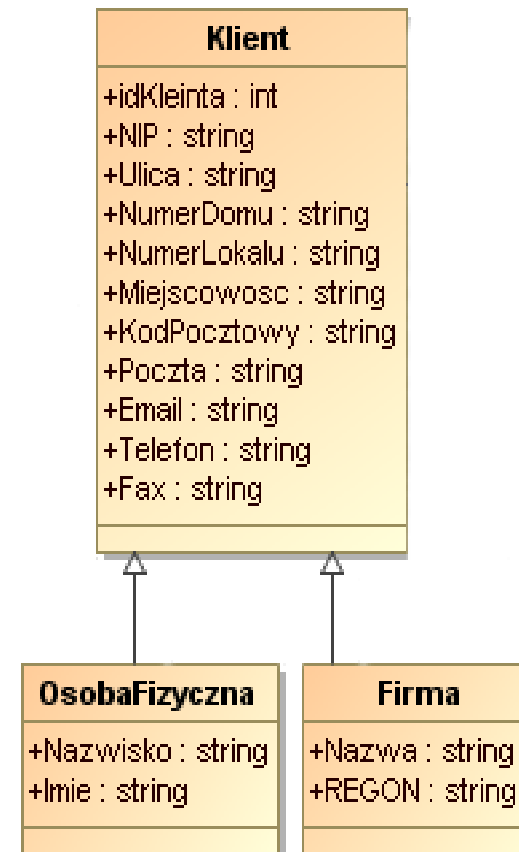 Klient
+idKleinta : int
+NIP : string
+Ulica : string
+NumerDomu : string
+NumerLokalu : string
+Miejscowosc : string
+KodPocztowy : string
+Poczta : string
+Email : string
+Telefon : string
+Fax : string
OsobaFizyczna
+Nazwisko : string
+Imie : string
Firma
+Nazwa : string
+REGON : string